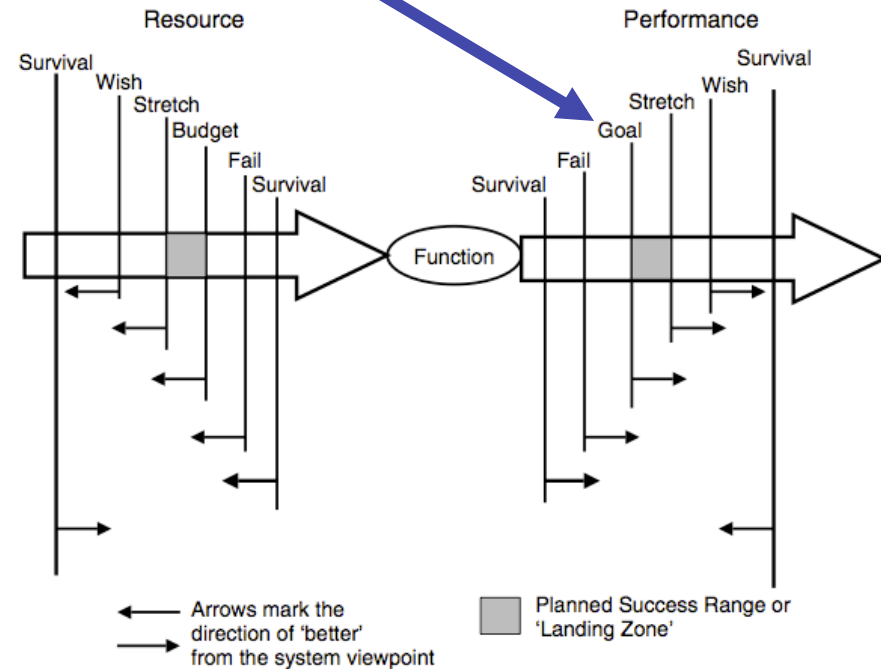 Resource
Performance
Survival
Wish
Stretch
Budget
Fail
Survival
Function
Survival
Fail
Goal
Stretch
Wish
Survival
Arrows mark the
direction of 'better'
from the system viewpoint
Planned Success Range or
'Landing Zone'